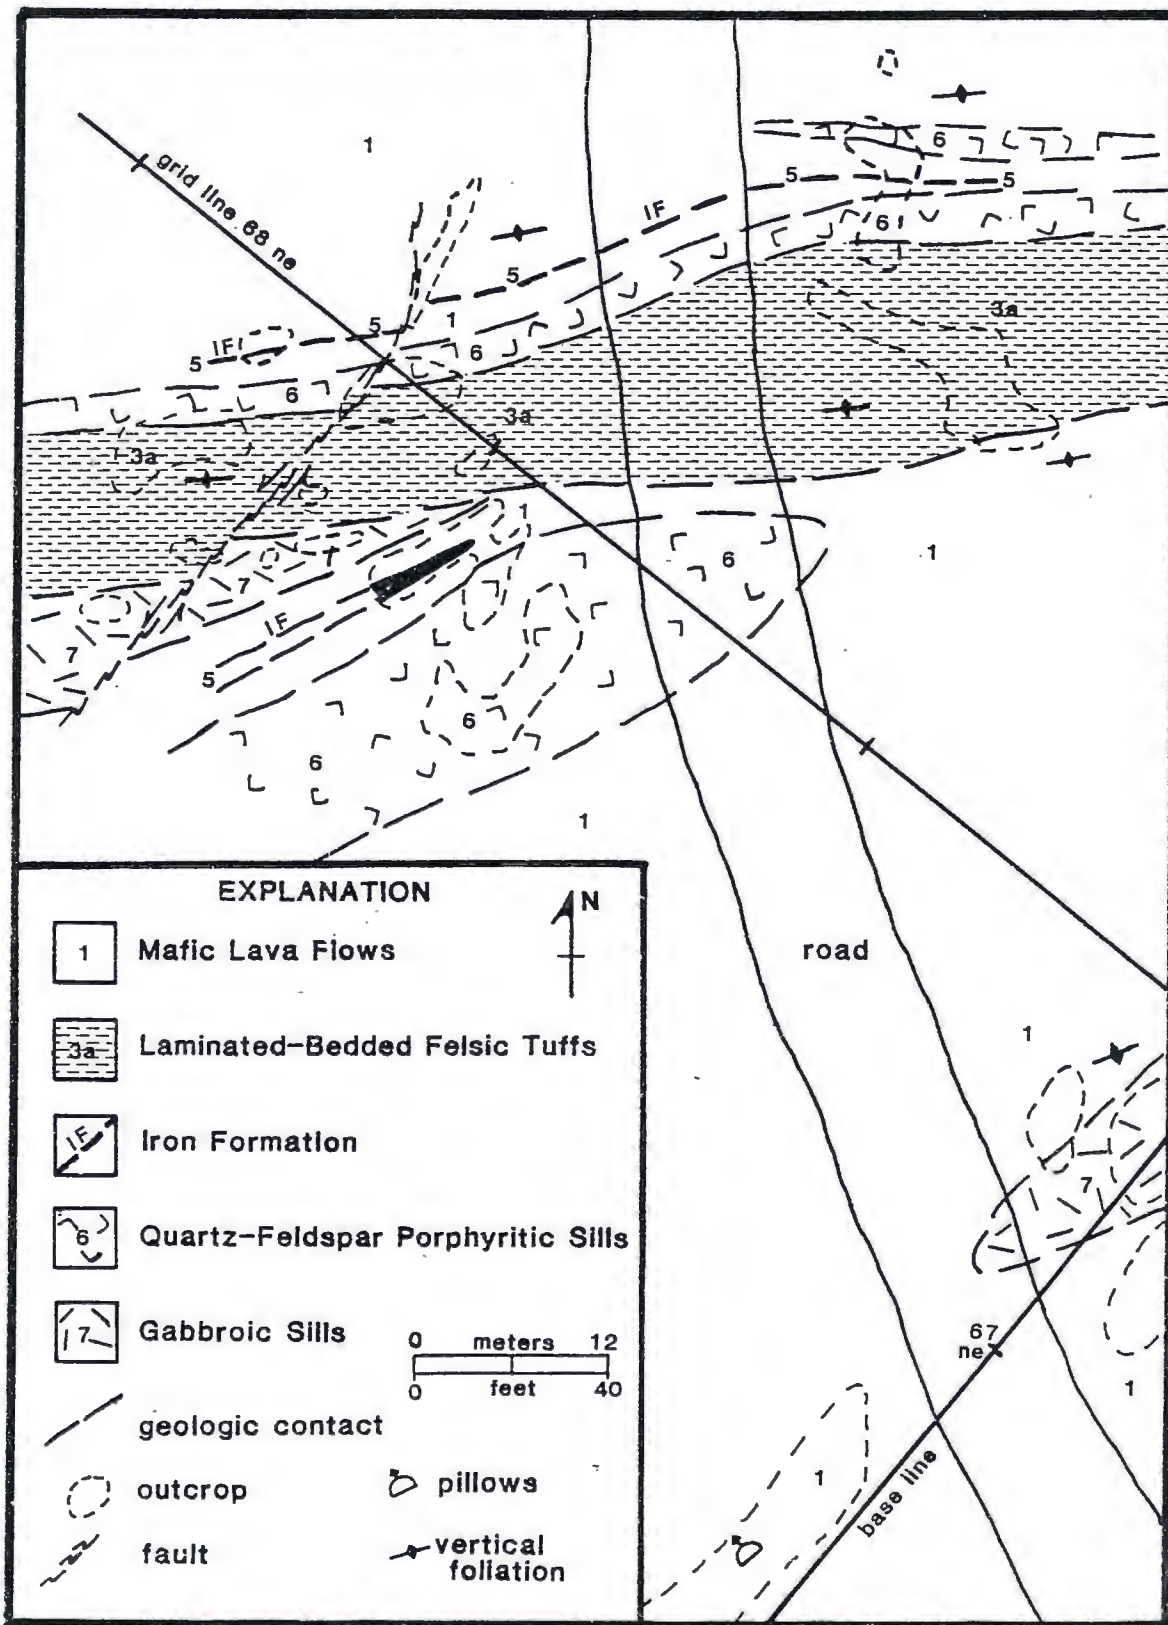 1
6
5
5
IF
grid line 68 ne
6
5
3a
5
1
IF
5
6
6
3a
3a
1
6
1
7
IF
7
5
6
6
1
EXPLANATION
N
1 Mafic Lava Flows
3a Laminated-Bedded Felsic Tuffs
IF Iron Formation
6 Quartz-Feldspar Porphyritic Sills
7 Gabbroic Sills
0 meters 12
0 feet 40
geologic contact
outcrop
pillows
fault
vertical
foliation
road
1
7
67
ne
1
1
base line